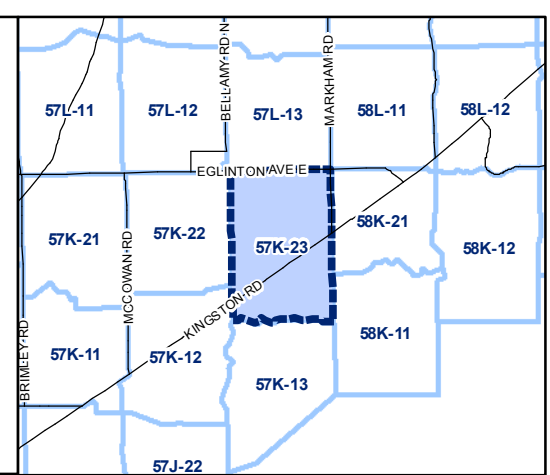 BELLAMY RD N
MARKHAM RD
57L-11
57L-12
57L-13
58L-11
58L-12
EGLINTON AVE E
57K-21
57K-22
57K-23
58K-21
58K-12
MCCOWAN RD
KINGSTON RD
BRIMLEY RD
57K-11
57K-12
57K-13
58K-11
57J-22